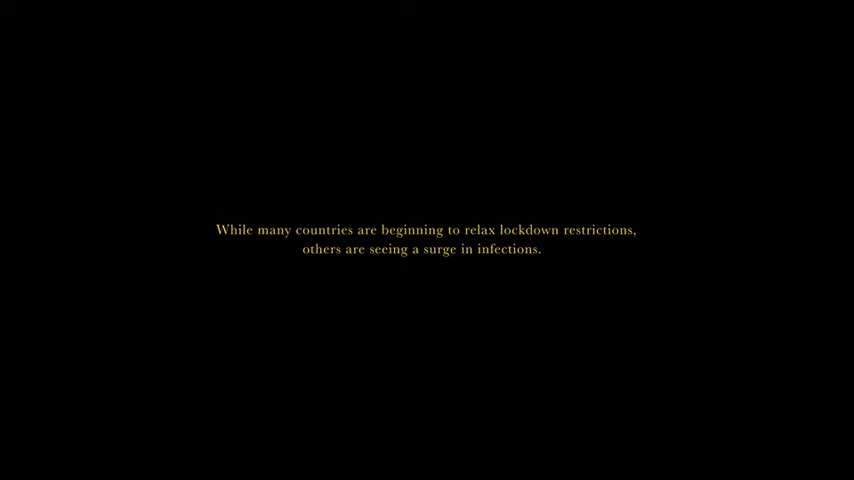 While many countries are beginning to relax lockdown restrictions,
others are seeing a surge in infections.